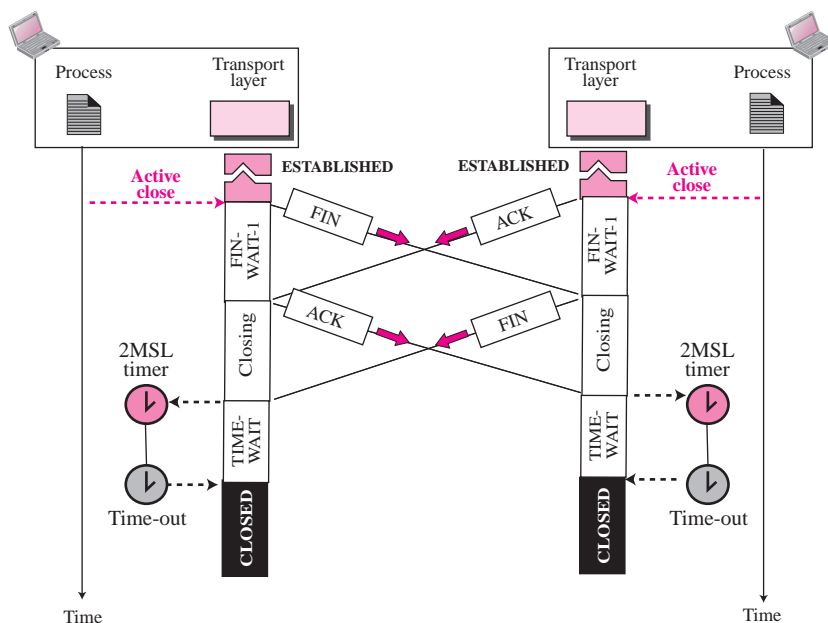 Process
Transport
layer
Transport
layer
Process
ESTABLISHED
ESTABLISHED
Active
close
Active
close
FIN
ACK
FIN-
WAIT-1
FIN-
WAIT-1
ACK
FIN
Closing
Closing
2MSL
timer
2MSL
timer
TIME-
WAIT
TIME-
WAIT
Time-out
Time-out
CLOSED
CLOSED
Time
Time